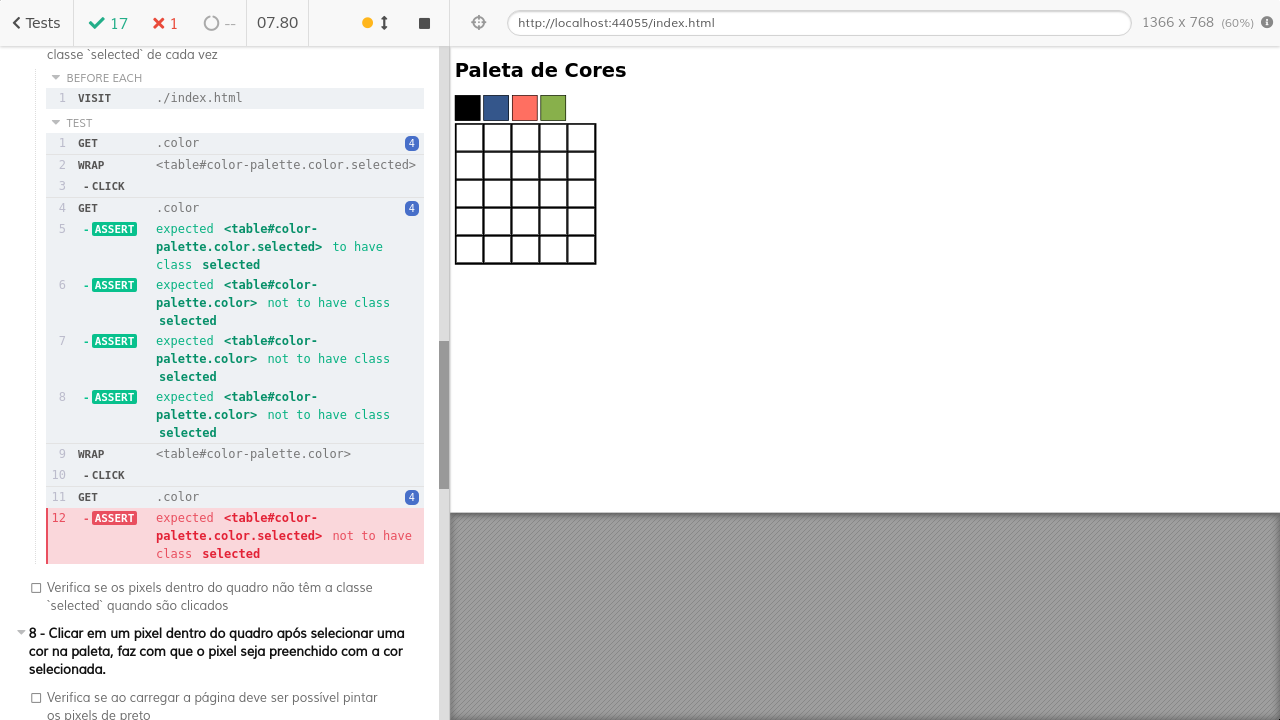 Tests 17 1 -- 07.80
http://localhost:44055/index.html 1366 x 768 (60%)
classe `selected` de cada vez
BEFORE EACH
1 VISIT ./index.html
TEST
1 GET .color 4
2 WRAP <table#color-palette.color.selected>
3 -CLICK
4 GET .color 4
5 -ASSERT expected <table#color-
palette.color.selected> to have
class selected
6 -ASSERT expected <table#color-
palette.color> not to have class
selected
7 -ASSERT expected <table#color-
palette.color> not to have class
selected
8 -ASSERT expected <table#color-
palette.color> not to have class
selected
9 WRAP <table#color-palette.color>
10 -CLICK
11 GET .color 4
12 -ASSERT expected <table#color-
palette.color.selected> not to have
class selected
Verifica se os pixels dentro do quadro não têm a classe
`selected` quando são clicados
8 - Clicar em um pixel dentro do quadro após selecionar uma
cor na paleta, faz com que o pixel seja preenchido com a cor
selecionada.
Verifica se ao carregar a página deve ser possível pintar
os pixels de preto
Paleta de Cores